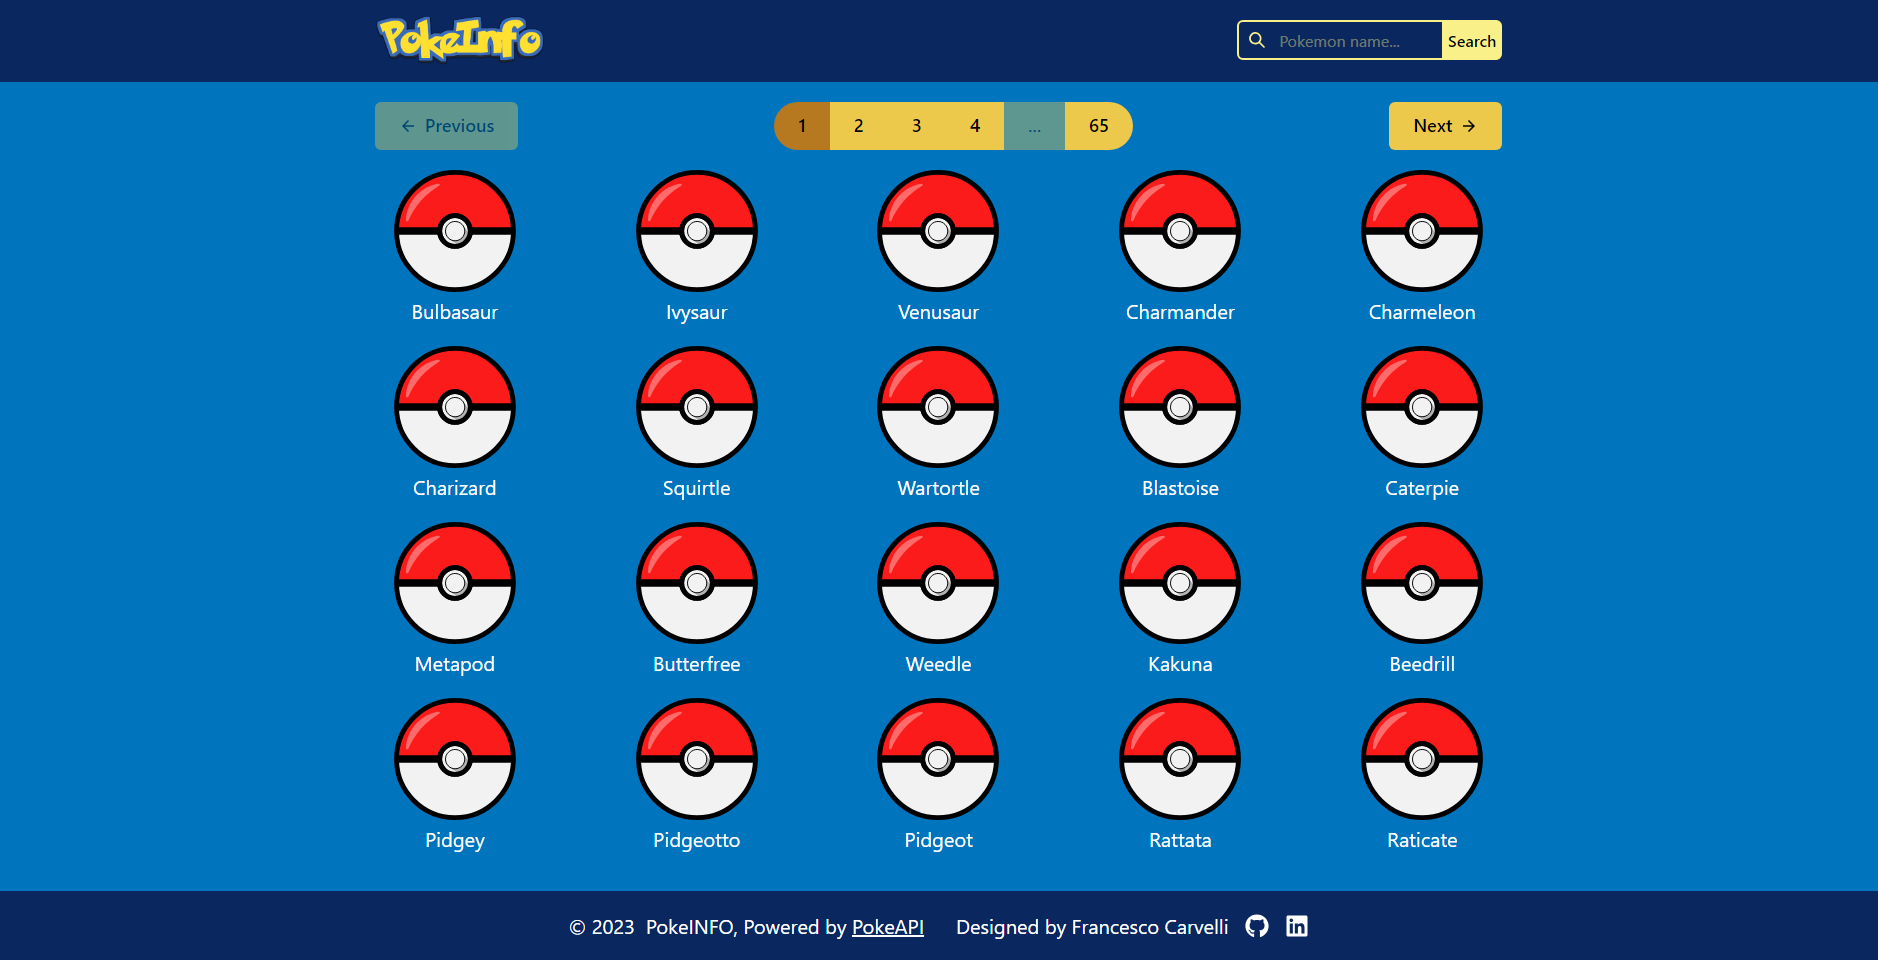 PokeInfo
Pokemon name... Search
Previous 1 2 3 4 ... 65 Next
Bulbasaur Ivysaur Venusaur Charmander Charmeleon
Charizard Squirtle Wartortle Blastoise Caterpie
Metapod Butterfree Weedle Kakuna Beedrill
Pidgey Pidgeotto Pidgeot Rattata Raticate
© 2023 PokeINFO, Powered by PokeAPI Designed by Francesco Carvelli in